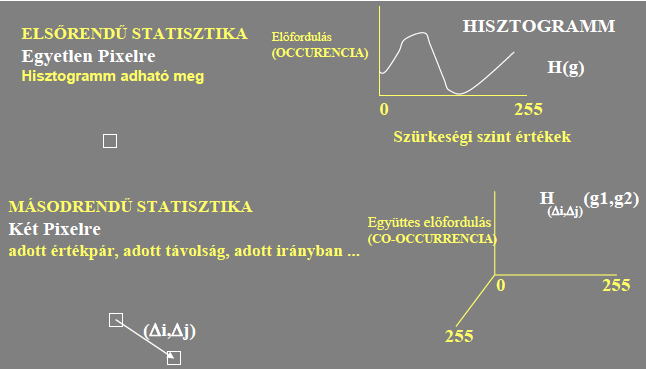 ELSŐRENDŰ STATISZTIKA
Egyetlen Pixelre
Hisztogramm adható meg
Előfordulás
(OCCURENCIA)
HISZTOGRAMM
H(g)
0
255
Szürkeségi szint értékek
MÁSODRENDŰ STATISZTIKA
Két Pixelre
adott értékpár, adott távolság, adott irányban ...
Együttes előfordulás
(CO-OCCURRENCIA)
H(Δi,Δj)(g1,g2)
0
255
255
(Δi,Δj)